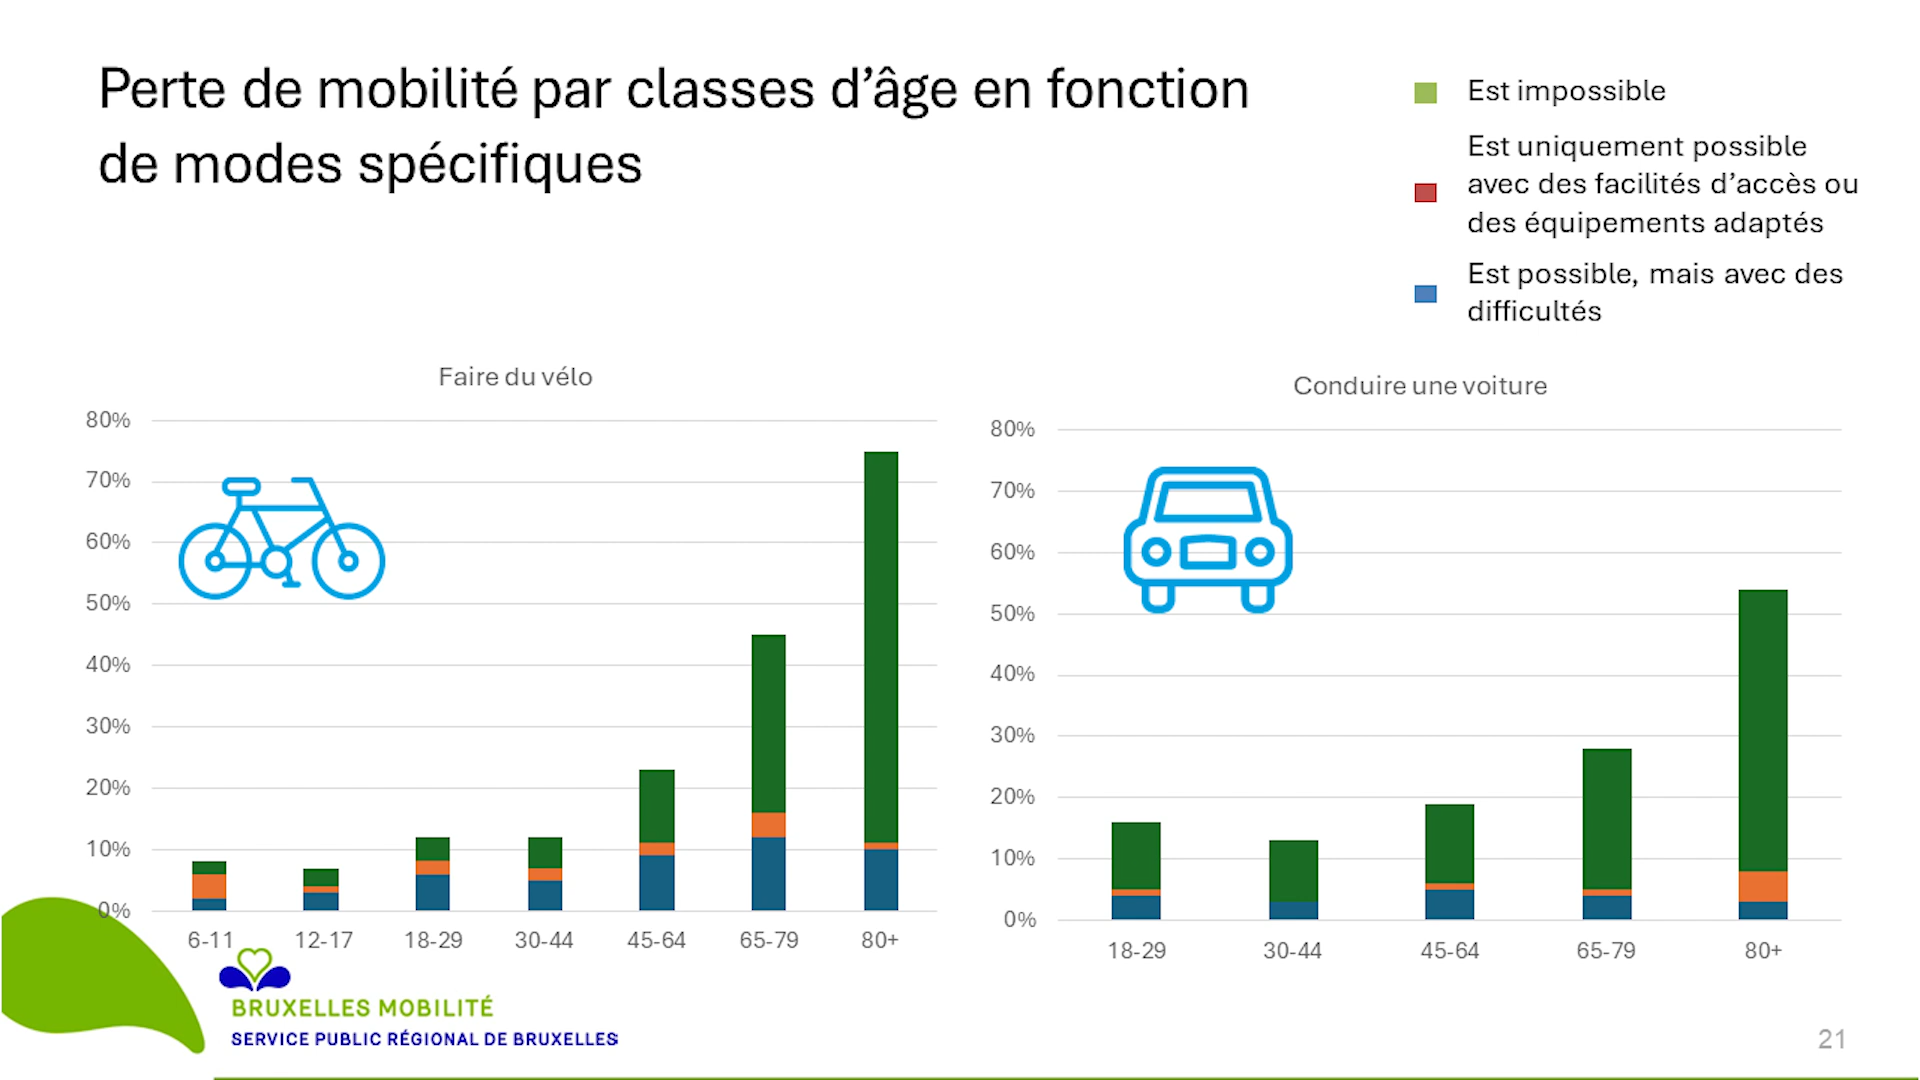 Perte de mobilité par classes d’âge en fonction
de modes spécifiques
Est impossible
Est uniquement possible
avec des facilités d’accès ou
des équipements adaptés
Est possible, mais avec des
difficultés
Faire du vélo
80%
70%
60%
50%
40%
30%
20%
10%
0%
6-11 12-17 18-29 30-44 45-64 65-79 80+
Conduire une voiture
80%
70%
60%
50%
40%
30%
20%
10%
0%
18-29 30-44 45-64 65-79 80+
BRUXELLES MOBILITÉ
SERVICE PUBLIC RÉGIONAL DE BRUXELLES
21